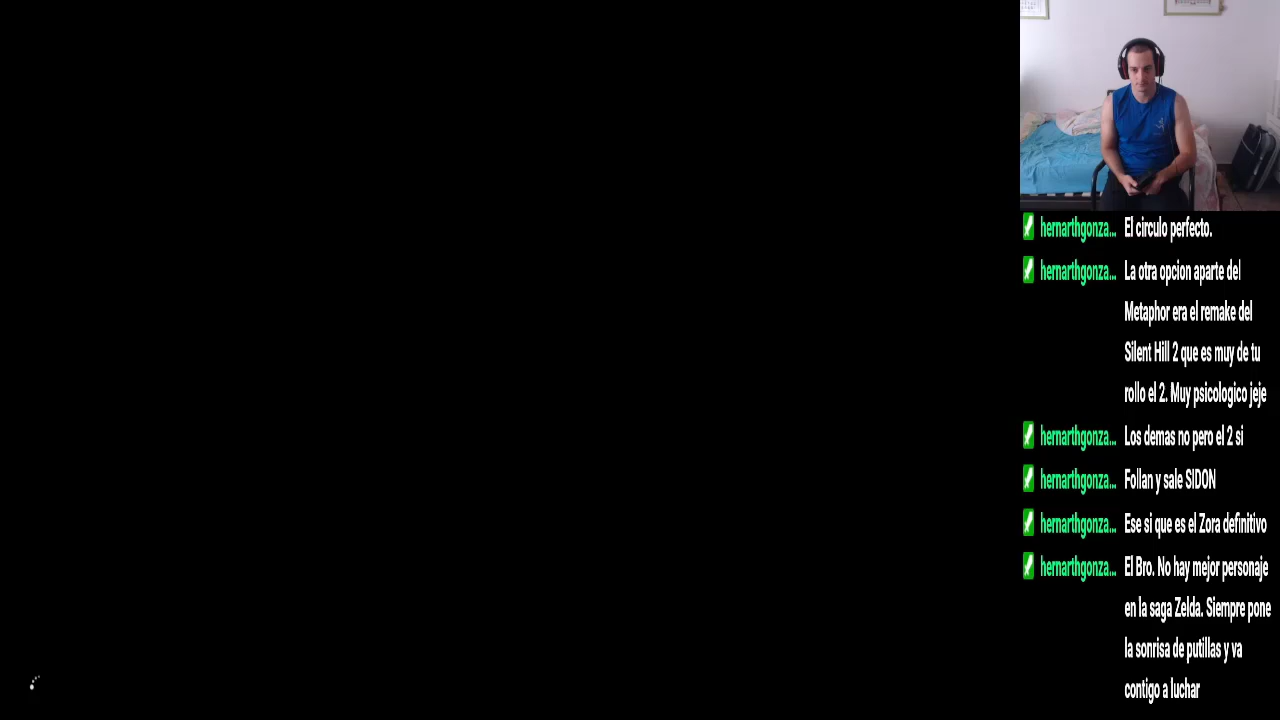 hernarthgonza... El circulo perfecto.
hernarthgonza... La otra opcion aparte del
Metaphor era el remake del
Silent Hill 2 que es muy de tu
rollo el 2. Muy psicologico jeje
hernarthgonza... Los demas no pero el 2 si
hernarthgonza... Follan y sale SIDON
hernarthgonza... Ese si que es el Zora definitivo
hernarthgonza... El Bro. No hay mejor personaje
en la saga Zelda. Siempre pone
la sonrisa de putillas y va
contigo a luchar